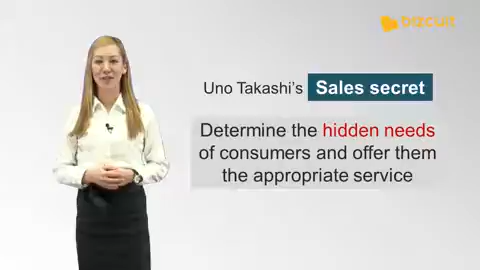 bizcuit
Uno Takashi's Sales secret
Determine the hidden needs
of consumers and offer them
the appropriate service